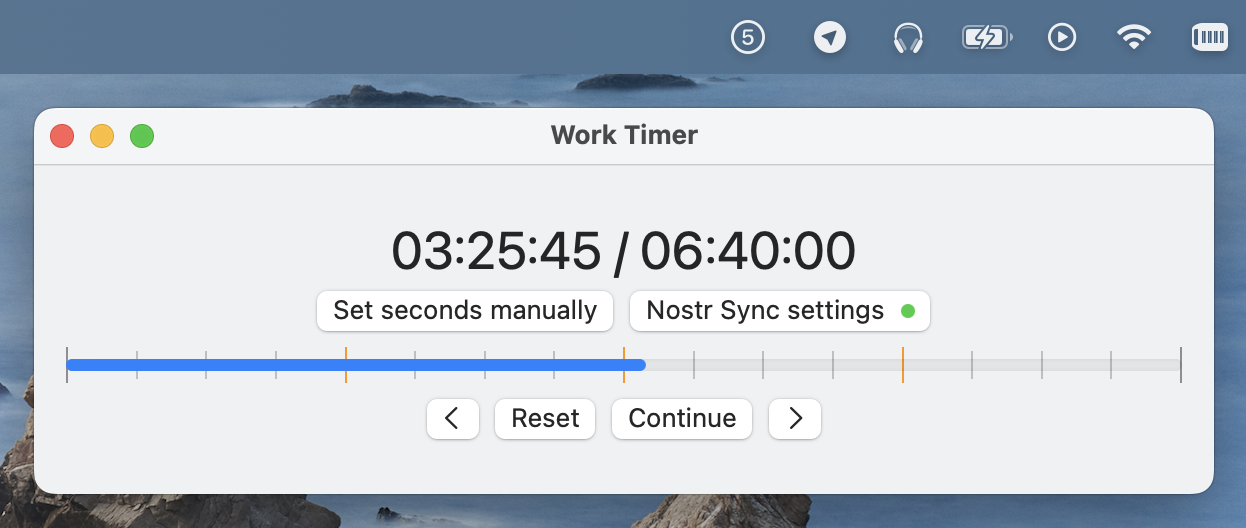 5
Work Timer
03:25:45 / 06:40:00
Set seconds manually Nostr Sync settings
< Reset Continue >